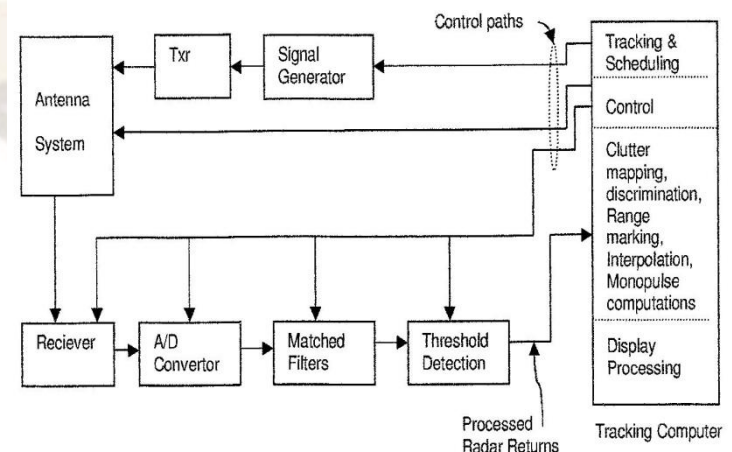 Control paths
Txr
Signal
Generator
Tracking &
Scheduling
Antenna
System
Control
Clutter
mapping,
discrimination,
Range
marking,
Interpolation,
Monopulse
computations
Reciever
A/D
Convertor
Matched
Filters
Threshold
Detection
Display
Processing
Processed
Radar Returns
Tracking Computer